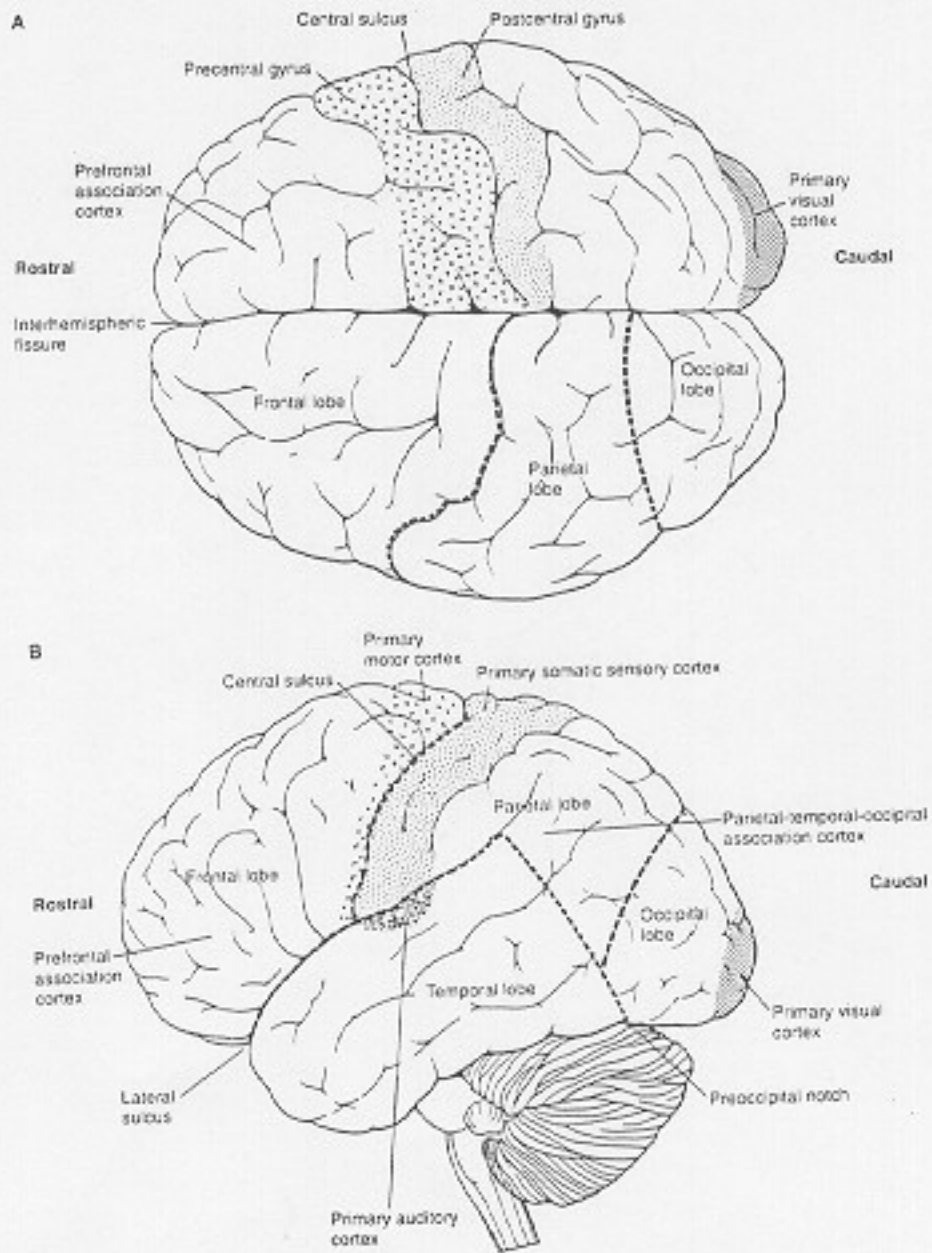 A
Central sulcus
Postcentral gyrus
Precentral gyrus
Prefrontal
association
cortex
Primary
visual
cortex
Rostral
Caudal
Interhemispheric
fissure
Frontal lobe
Occipital
lobe
Parietal
lobe
B
Primary
motor cortex
Central sulcus
Primary somatic sensory cortex
Parietal lobe
Parietal-temporal-occipital
association cortex
Frontal lobe
Rostral
Caudal
Occipital
lobe
Prefrontal
association
cortex
Temporal lobe
Primary visual
cortex
Lateral
sulcus
Preoccipital notch
Primary auditory
cortex